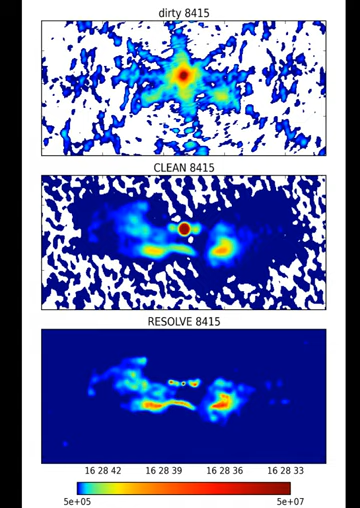 dirty 8415
CLEAN 8415
RESOLVE 8415
16 28 42 16 28 39 16 28 36 16 28 33
5e+05 5e+07